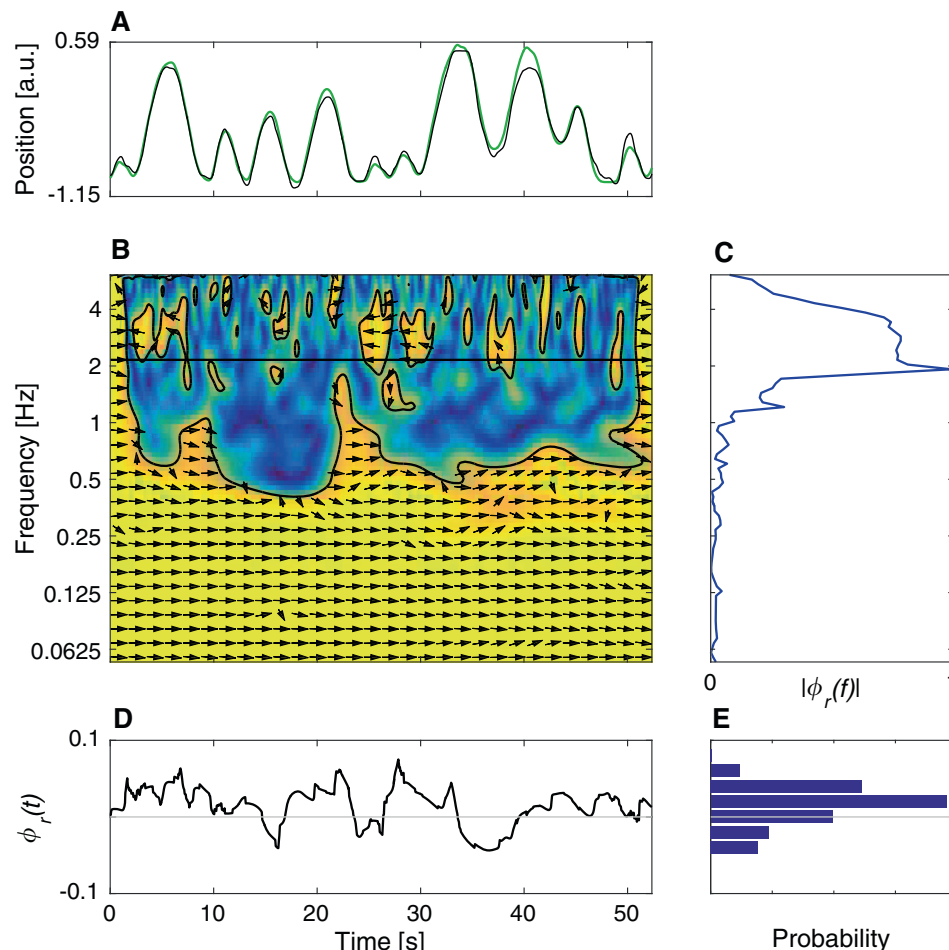 A
0.59
Position [a.u.]
-1.15
B
4
2
1
0.5
0.25
0.125
0.0625
Frequency [Hz]
C
0
|ϕr(f)|
D
0.1
ϕr(t)
-0.1
0
10
20
30
40
50
Time [s]
E
Probability